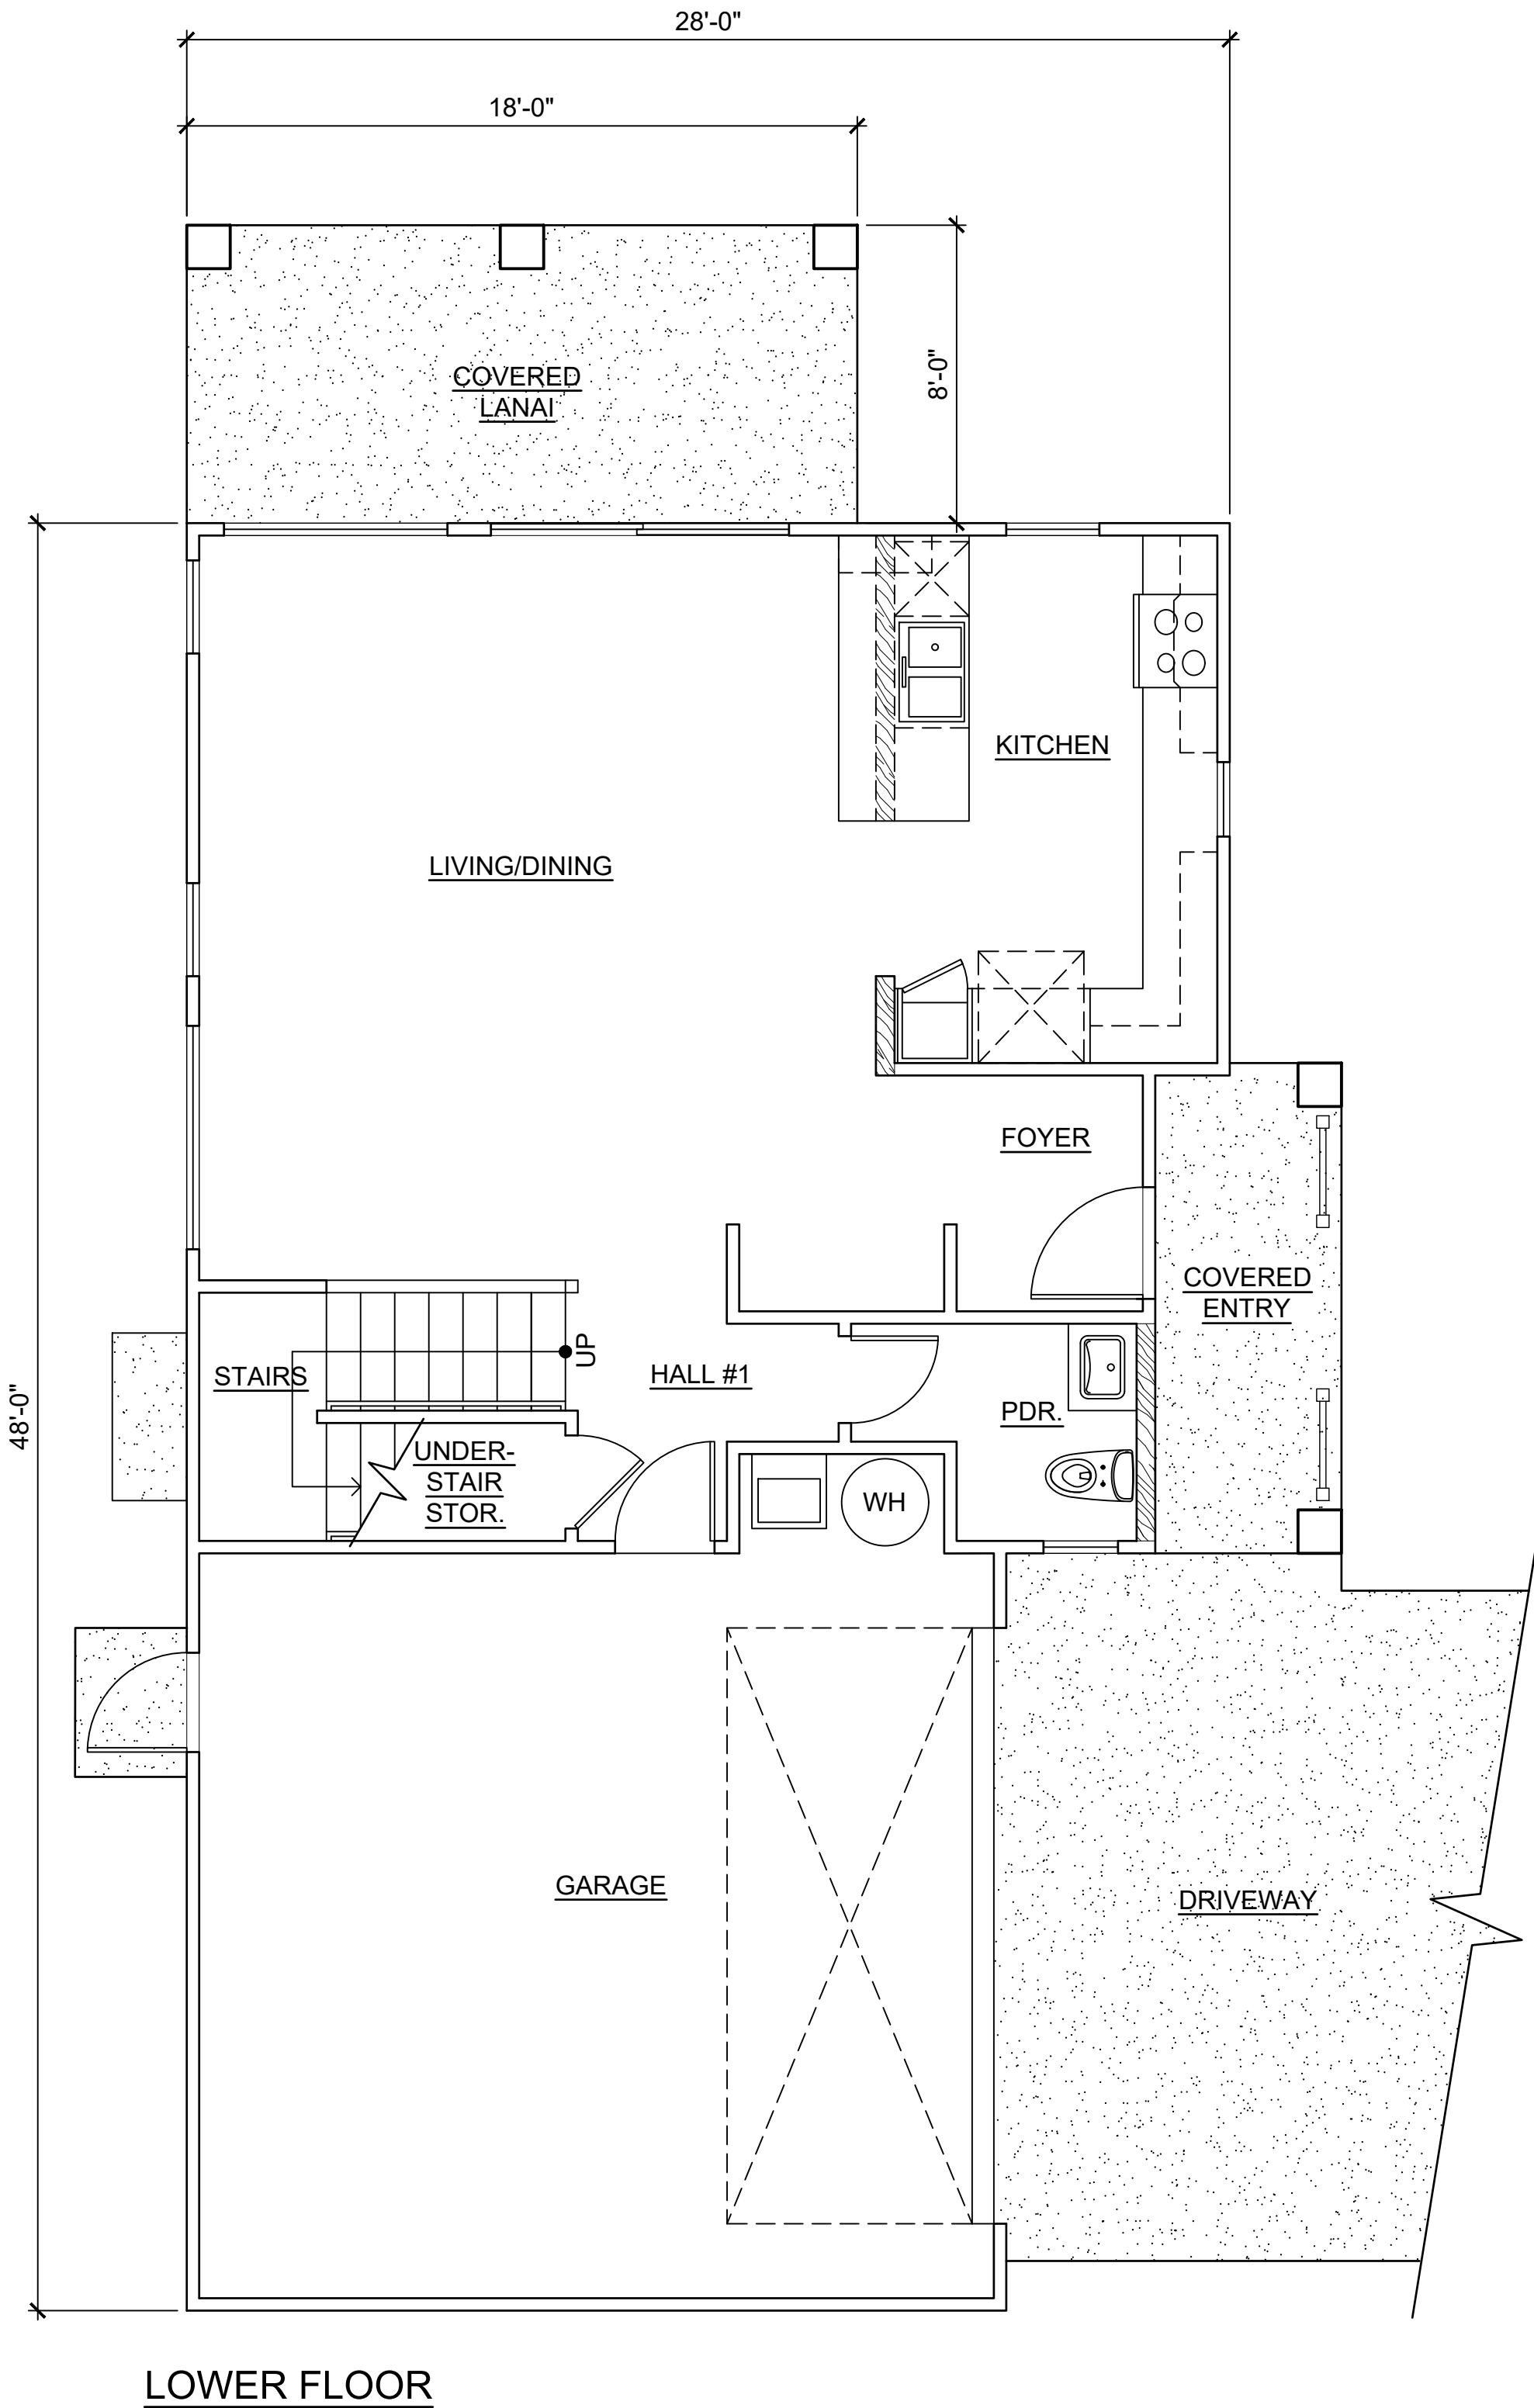 28'-0"
18'-0"
8'-0"
COVERED
LANAI
KITCHEN
LIVING/DINING
FOYER
COVERED
ENTRY
UP
STAIRS
HALL #1
48'-0"
PDR.
UNDER-
STAIR
STOR.
WH
GARAGE
DRIVEWAY
LOWER FLOOR